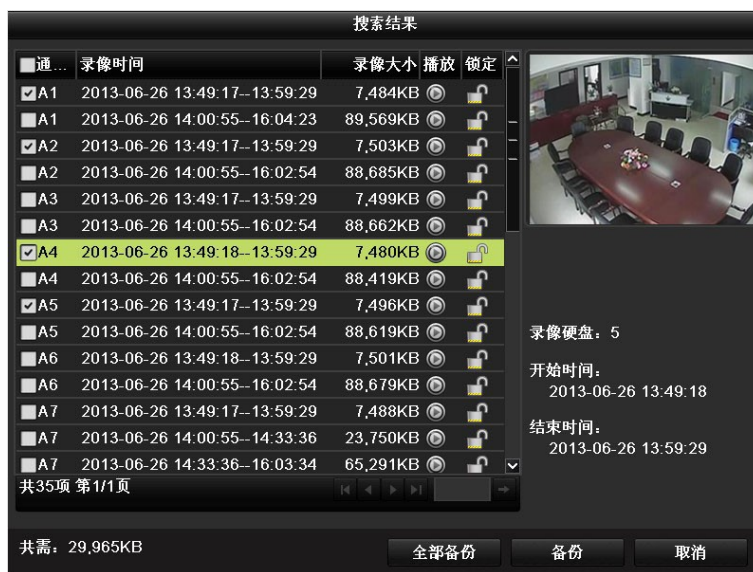 搜索结果
通... 录像时间 录像大小 播放 锁定
A1 2013-06-26 13:49:17--13:59:29 7,484KB
A1 2013-06-26 14:00:55--16:04:23 89,569KB
A2 2013-06-26 13:49:17--13:59:29 7,503KB
A2 2013-06-26 14:00:55--16:02:54 88,685KB
A3 2013-06-26 13:49:17--13:59:29 7,499KB
A3 2013-06-26 14:00:55--16:02:54 88,662KB
A4 2013-06-26 13:49:18--13:59:29 7,480KB
A4 2013-06-26 14:00:55--16:02:54 88,419KB
A5 2013-06-26 13:49:17--13:59:29 7,496KB
A5 2013-06-26 14:00:55--16:02:54 88,619KB
A6 2013-06-26 13:49:18--13:59:29 7,501KB
A6 2013-06-26 14:00:55--16:02:54 88,679KB
A7 2013-06-26 13:49:17--13:59:29 7,488KB
A7 2013-06-26 14:00:55--14:33:36 23,750KB
A7 2013-06-26 14:33:36--16:03:34 65,291KB
共35项 第1/1页
录像硬盘：5
开始时间：
2013-06-26 13:49:18
结束时间：
2013-06-26 13:59:29
共需：29,965KB
全部备份 备份 取消